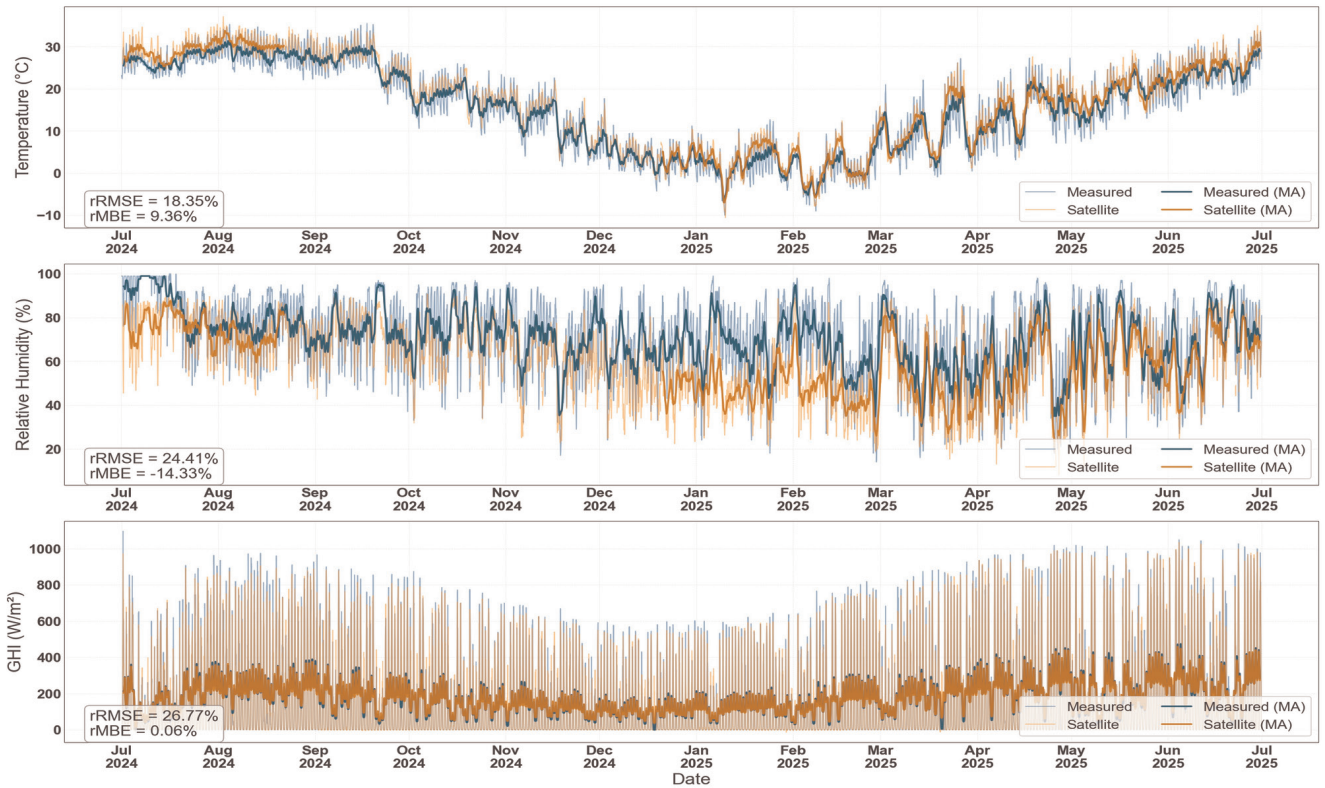 30
20
10
0
−10
Temperature (°C)
rRMSE = 18.35%
rMBE = 9.36%
Measured
Measured (MA)
Satellite
Satellite (MA)
Jul Aug Sep Oct Nov Dec Jan Feb Mar Apr May Jun Jul
2024 2024 2024 2024 2024 2024 2025 2025 2025 2025 2025 2025 2025
100
80
60
40
20
Relative Humidity (%)
rRMSE = 24.41%
rMBE = -14.33%
Measured
Measured (MA)
Satellite
Satellite (MA)
Jul Aug Sep Oct Nov Dec Jan Feb Mar Apr May Jun Jul
2024 2024 2024 2024 2024 2024 2025 2025 2025 2025 2025 2025 2025
1000
800
600
400
200
0
GHI (W/m²)
rRMSE = 26.77%
rMBE = 0.06%
Measured
Measured (MA)
Satellite
Satellite (MA)
Jul Aug Sep Oct Nov Dec Jan Feb Mar Apr May Jun Jul
2024 2024 2024 2024 2024 2024 2025 2025 2025 2025 2025 2025 2025
Date